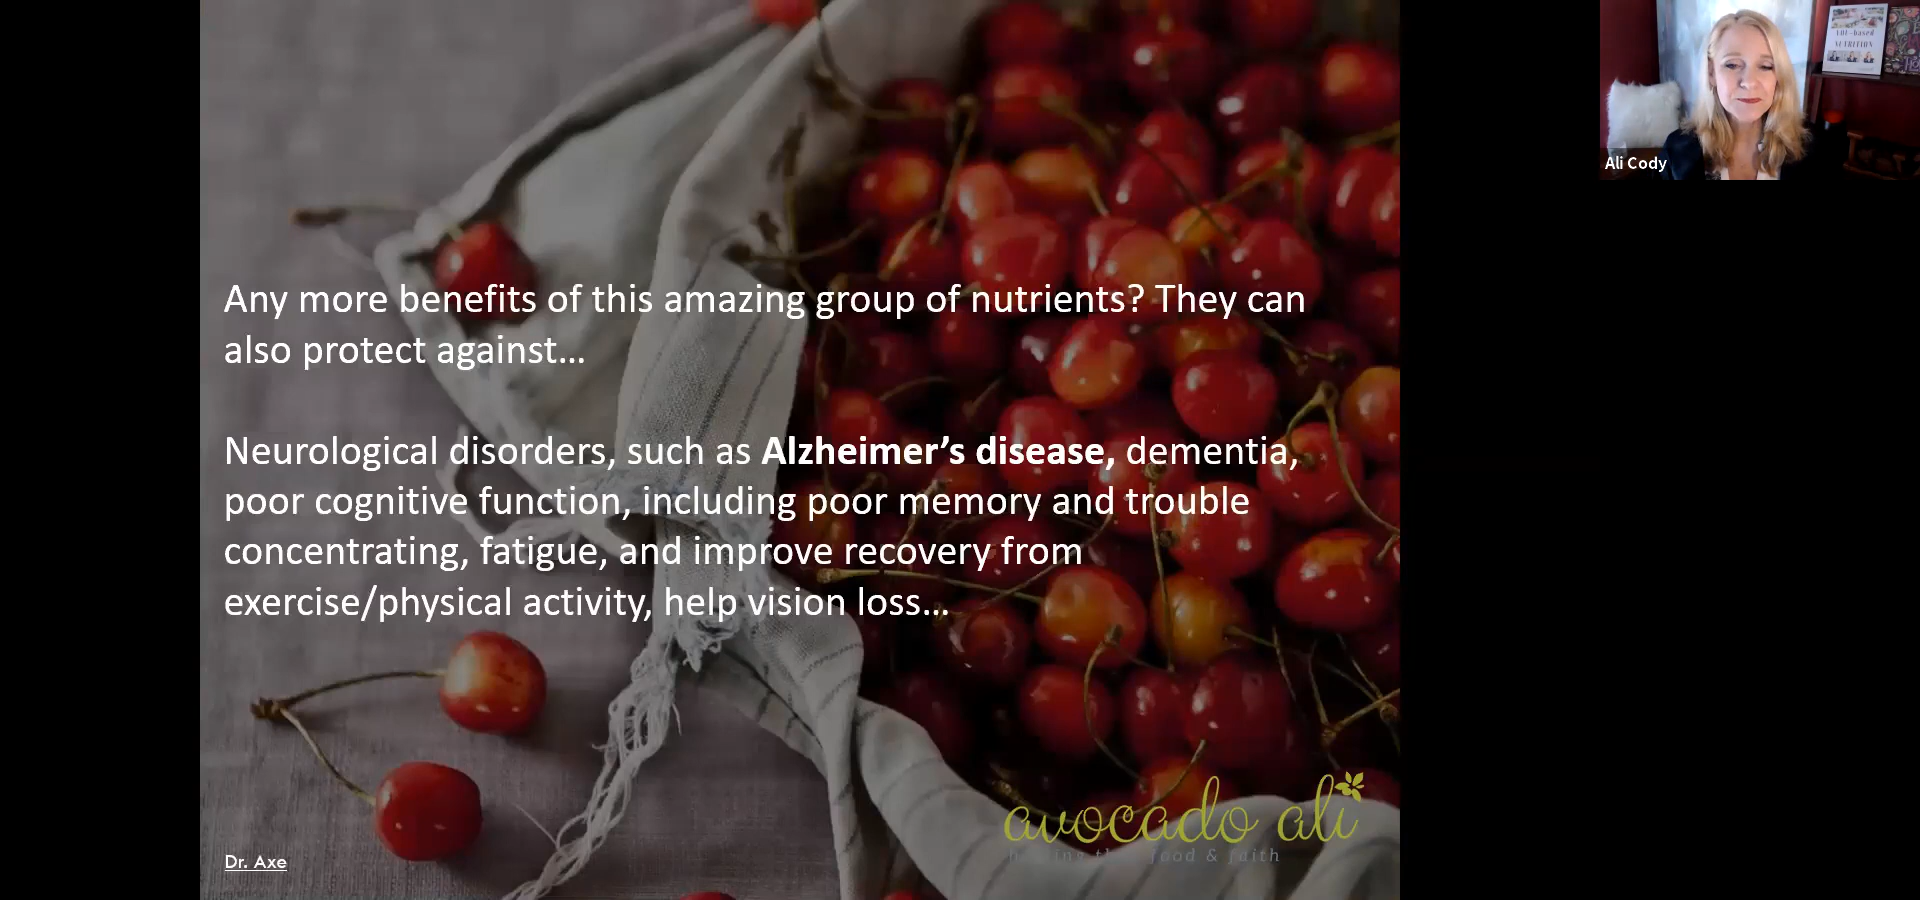 Any more benefits of this amazing group of nutrients? They can
also protect against…
Neurological disorders, such as Alzheimer’s disease, dementia,
poor cognitive function, including poor memory and trouble
concentrating, fatigue, and improve recovery from
exercise/physical activity, help vision loss…
Dr. Axe
avocado ali
food & faith
Ali Cody
NUTRITION